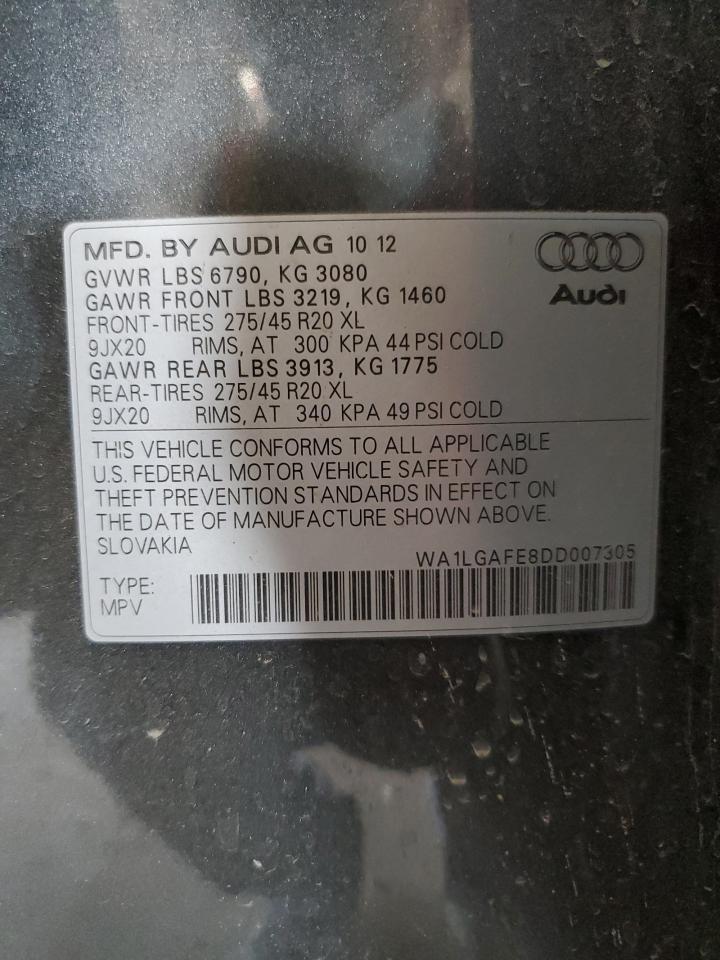 MFD. BY AUDI AG 10 12
Audi
GVWR LBS 6790, KG 3080
GAWR FRONT LBS 3219, KG 1460
FRONT-TIRES 275/45 R20 XL
9JX20 RIMS, AT 300 KPA 44 PSI COLD
GAWR REAR LBS 3913, KG 1775
REAR-TIRES 275/45 R20 XL
9JX20 RIMS, AT 340 KPA 49 PSI COLD
THIS VEHICLE CONFORMS TO ALL APPLICABLE
U.S. FEDERAL MOTOR VEHICLE SAFETY AND
THEFT PREVENTION STANDARDS IN EFFECT ON
THE DATE OF MANUFACTURE SHOWN ABOVE.
SLOVAKIA
WA1LGAFE8DD007305
TYPE:
MPV